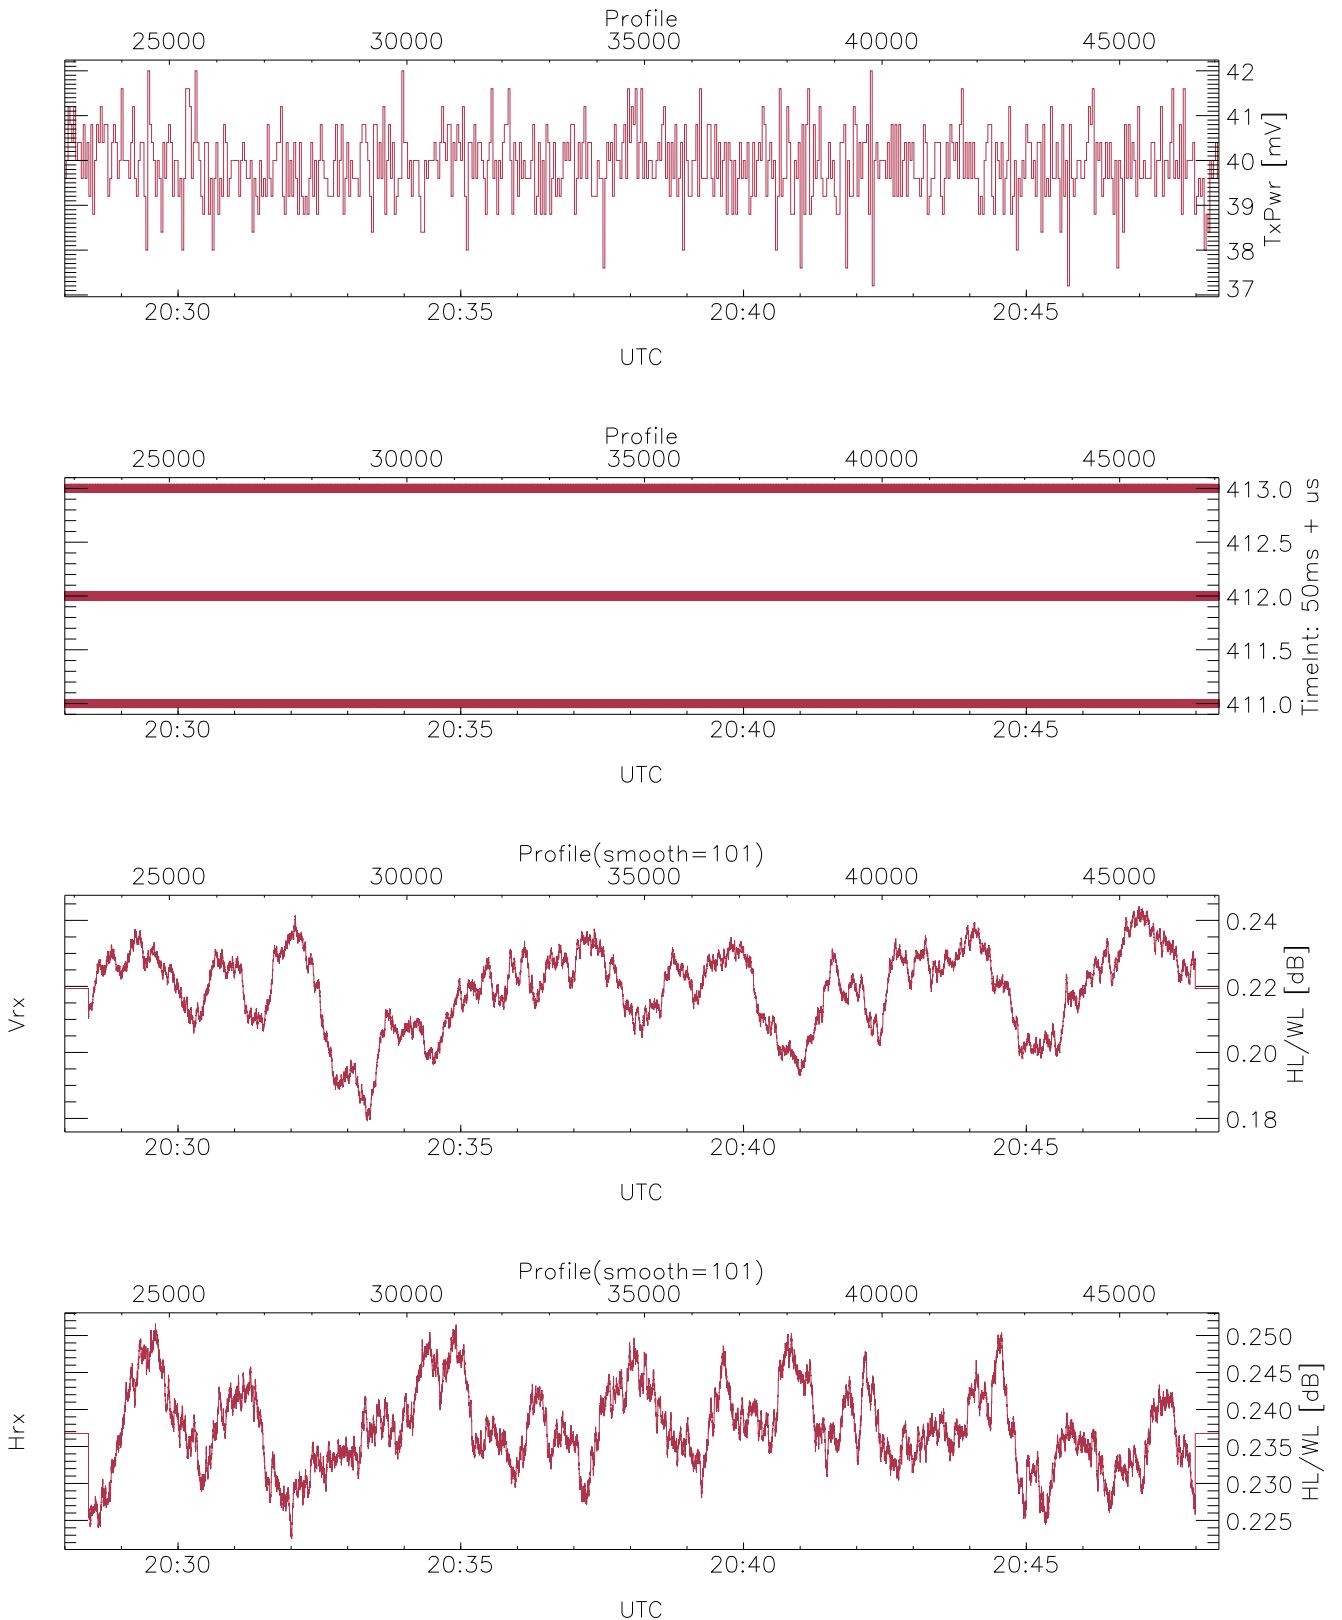 Profile
25000 30000 35000 40000 45000
42
41
40
39
38
37
TxPwr [mV]
20:30 20:35 20:40 20:45
UTC
Profile
25000 30000 35000 40000 45000
413.0
412.5
412.0
411.5
411.0
TimeInt: 50ms + us
20:30 20:35 20:40 20:45
UTC
Profile(smooth=101)
25000 30000 35000 40000 45000
Vrx
0.24
0.22
0.20
0.18
HL/WL [dB]
20:30 20:35 20:40 20:45
UTC
Profile(smooth=101)
25000 30000 35000 40000 45000
Hrx
0.250
0.245
0.240
0.235
0.230
0.225
HL/WL [dB]
20:30 20:35 20:40 20:45
UTC